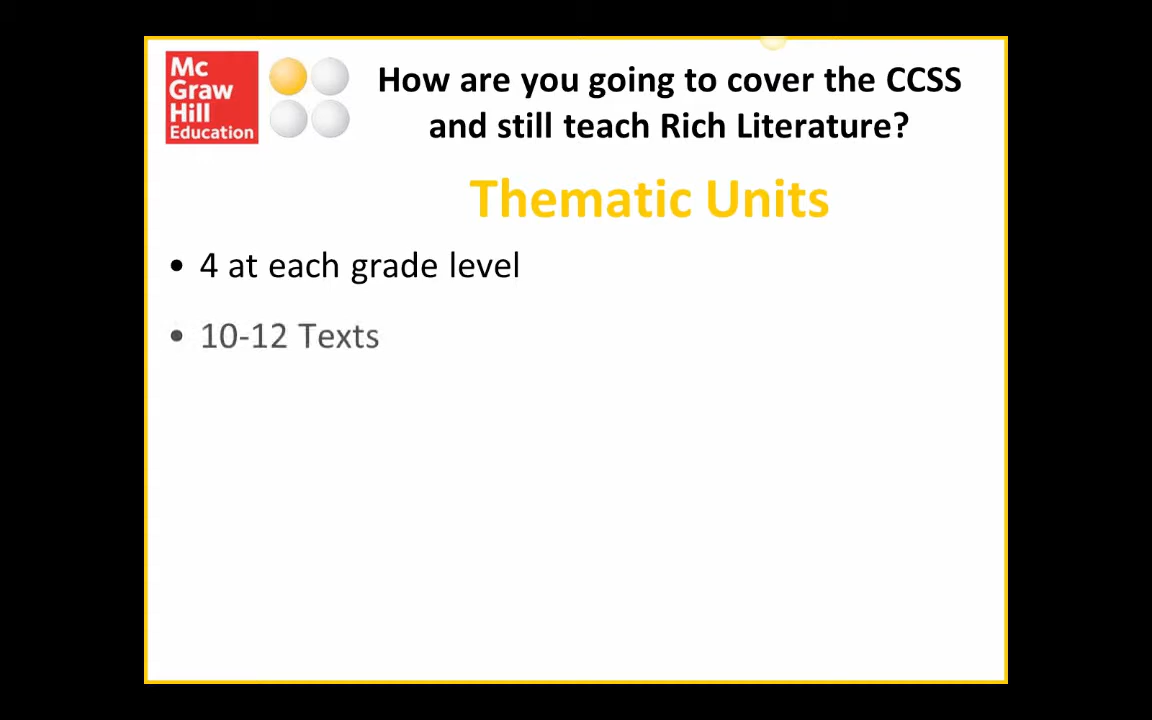 Mc
Graw
Hill
Education
How are you going to cover the CCSS
and still teach Rich Literature?
Thematic Units
• 4 at each grade level
• 10-12 Texts